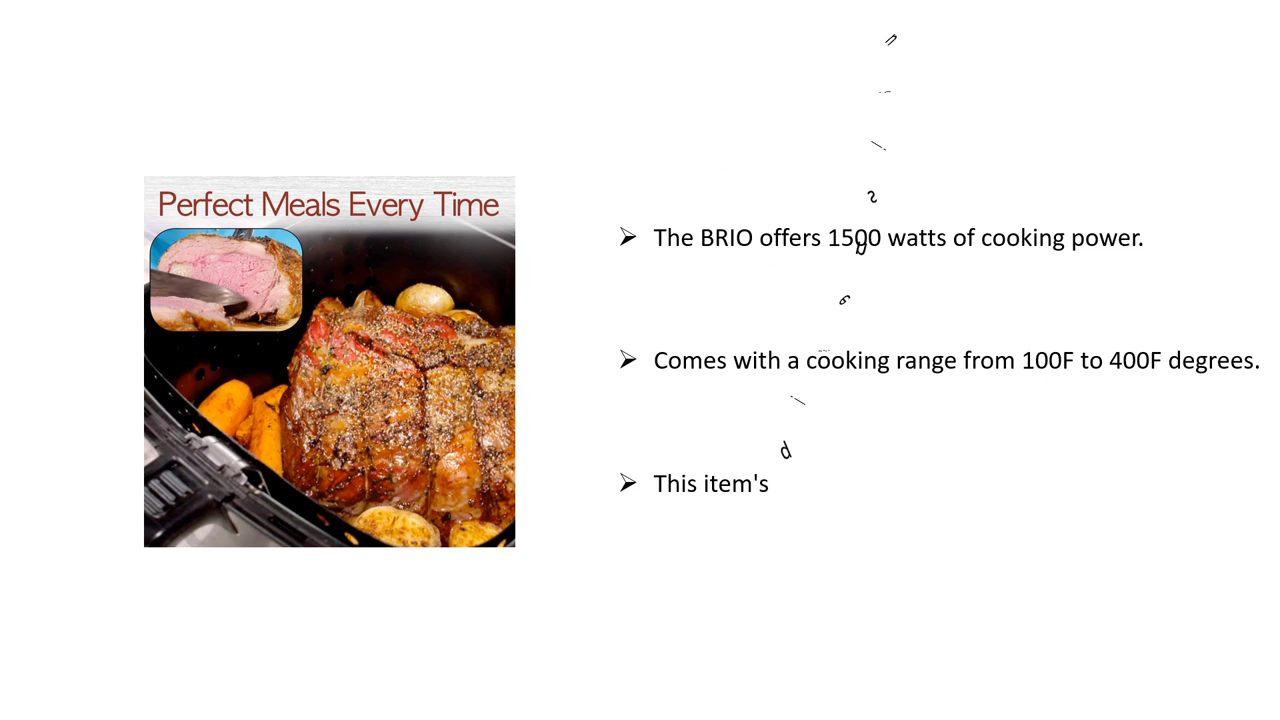 Perfect Meals Every Time
The BRIO offers 1500 watts of cooking power.
Comes with a cooking range from 100F to 400F degrees.
This item's